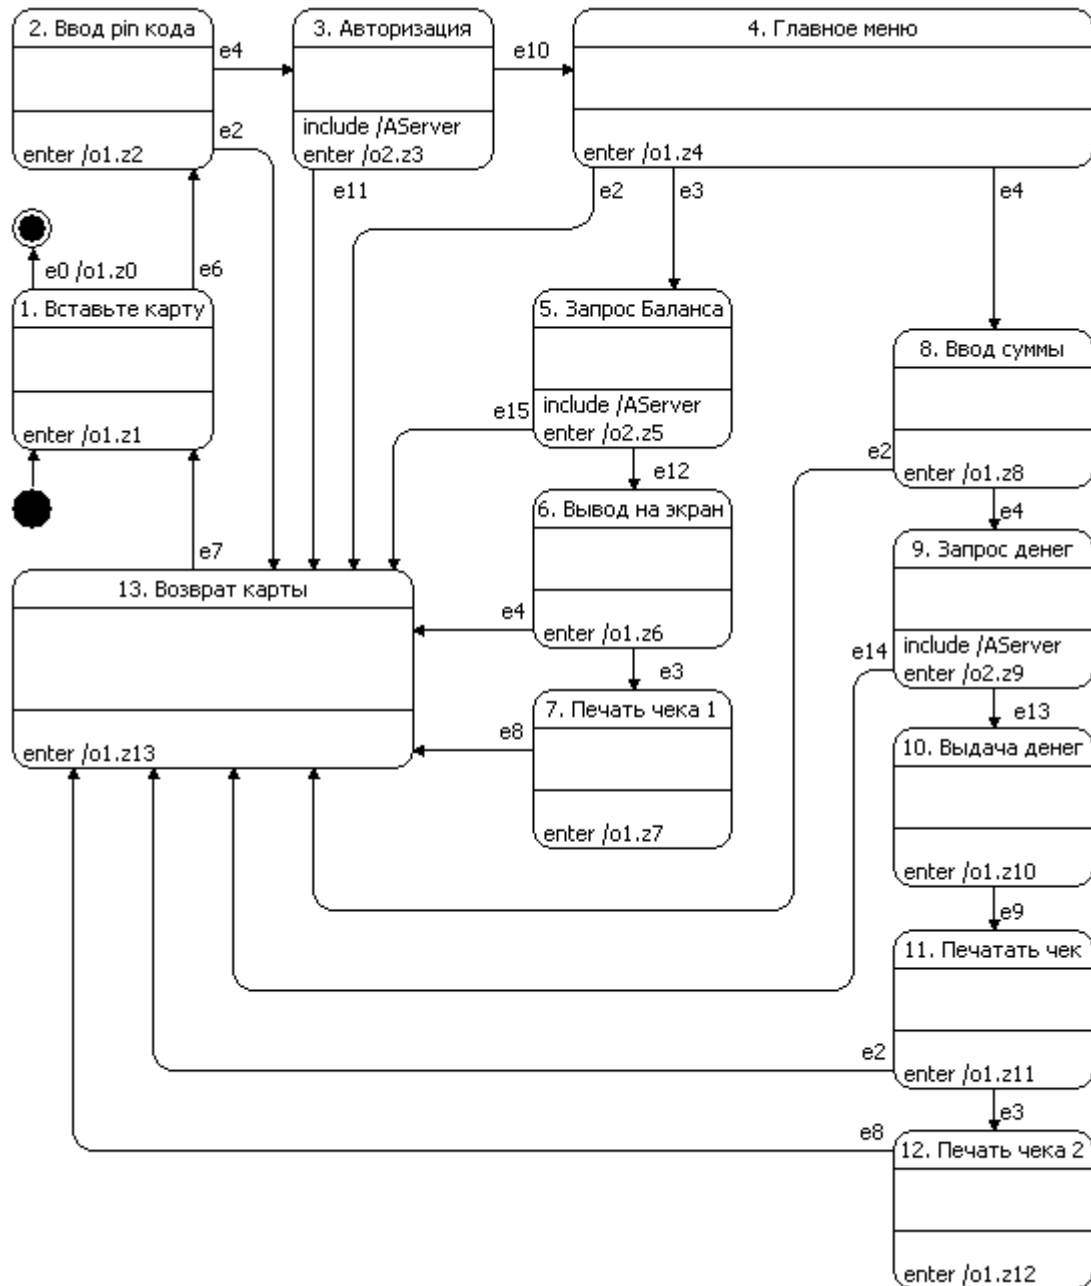 2. Ввод pin кода
enter /o1.z2
e4
3. Авторизация
include /AServer
enter /o2.z3
e10
4. Главное меню
enter /o1.z4
e2
e11
e2
e3
e4
e0 /o1.z0
e6
1. Вставьте карту
enter /o1.z1
5. Запрос Баланса
include /AServer
enter /o2.z5
e15
8. Ввод суммы
enter /o1.z8
e2
e12
6. Вывод на экран
enter /o1.z6
e4
e4
9. Запрос денег
include /AServer
enter /o2.z9
e14
e7
13. Возврат карты
enter /o1.z13
e3
7. Печать чека 1
enter /o1.z7
e8
e13
10. Выдача денег
enter /o1.z10
e9
11. Печатать чек
enter /o1.z11
e2
e3
e8
12. Печать чека 2
enter /o1.z12